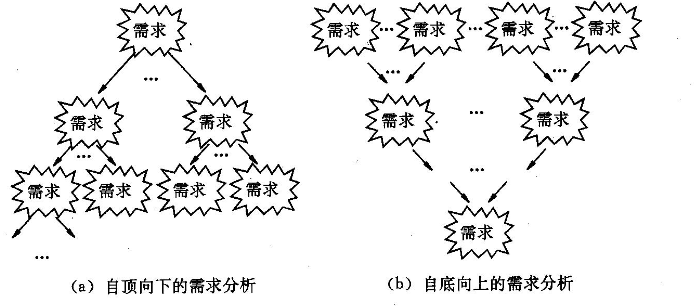 需求
需求 … 需求 … 需求 … 需求
…
… …
需求 需求
需求 … 需求
… …
需求 需求 需求 需求
…
需求
…
(a) 自顶向下的需求分析
(b) 自底向上的需求分析